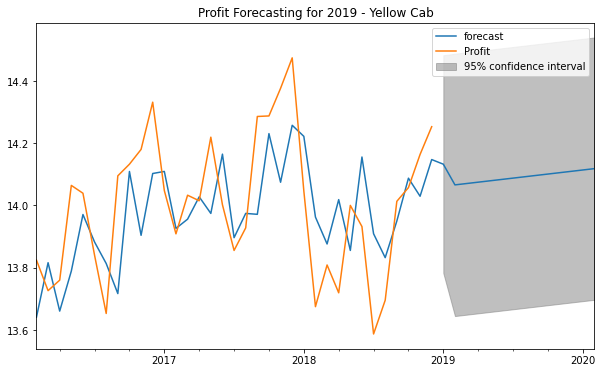 Profit Forecasting for 2019 - Yellow Cab
forecast
Profit
95% confidence interval
14.4
14.2
14.0
13.8
13.6
2017
2018
2019
2020